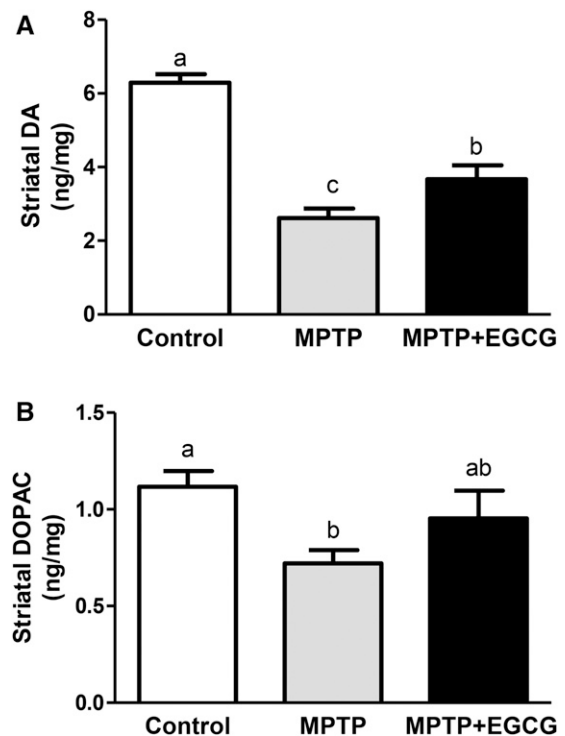 A
Striatal DA
(ng/mg)
8
6
4
2
0
a
c
b
Control MPTP MPTP+EGCG
B
Striatal DOPAC
(ng/mg)
1.5
1.0
0.5
0.0
a
b
ab
Control MPTP MPTP+EGCG